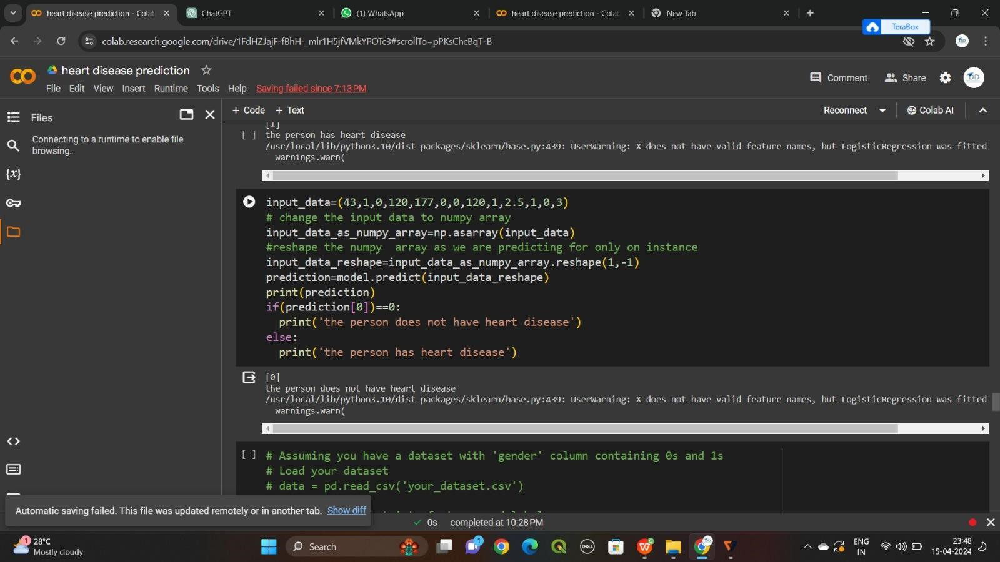 heart disease prediction - Colab
ChatGPT
(1) WhatsApp
heart disease prediction - Colab
New Tab
TeraBox
colab.research.google.com/drive/1FdHZJajF-fBhH-_mlr1H5jfVMkYPOTc3#scrollTo=pPKsChcBqT-B
heart disease prediction
File Edit View Insert Runtime Tools Help Saving failed since 7:13 PM
Comment Share
DD
Files
+ Code + Text
Reconnect
Colab AI
Connecting to a runtime to enable file
browsing.
{x}
[1]
[ ] the person has heart disease
/usr/local/lib/python3.10/dist-packages/sklearn/base.py:439: UserWarning: X does not have valid feature names, but LogisticRegression was fitted
warnings.warn(
input_data=(43,1,0,120,177,0,0,120,1,2.5,1,0,3)
# change the input data to numpy array
input_data_as_numpy_array=np.asarray(input_data)
#reshape the numpy  array as we are predicting for only on instance
input_data_reshape=input_data_as_numpy_array.reshape(1,-1)
prediction=model.predict(input_data_reshape)
print(prediction)
if(prediction[0])==0:
  print('the person does not have heart disease')
else:
  print('the person has heart disease')
[0]
the person does not have heart disease
/usr/local/lib/python3.10/dist-packages/sklearn/base.py:439: UserWarning: X does not have valid feature names, but LogisticRegression was fitted
warnings.warn(
[ ] # Assuming you have a dataset with 'gender' column containing 0s and 1s
# Load your dataset
# data = pd.read_csv('your_dataset.csv')
Automatic saving failed. This file was updated remotely or in another tab. Show diff
0s completed at 10:28 PM
1
28°C
Mostly cloudy
Search
1
DELL
ENG
IN
23:48
15-04-2024